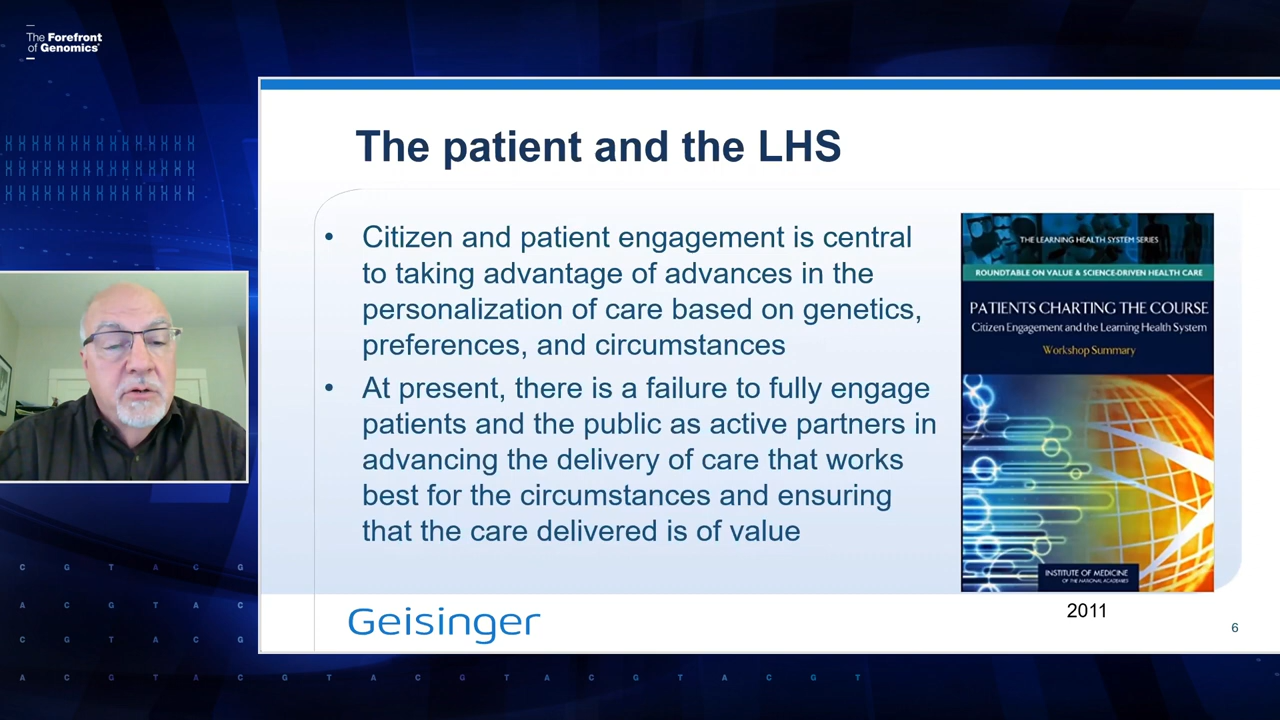 The Forefront
of Genomics®
The patient and the LHS
• Citizen and patient engagement is central
to taking advantage of advances in the
personalization of care based on genetics,
preferences, and circumstances
• At present, there is a failure to fully engage
patients and the public as active partners in
advancing the delivery of care that works
best for the circumstances and ensuring
that the care delivered is of value
THE LEARNING HEALTH SYSTEM SERIES
ROUNDTABLE ON VALUE & SCIENCE-DRIVEN HEALTH CARE
PATIENTS CHARTING THE COURSE
Citizen Engagement and the Learning Health System
Workshop Summary
INSTITUTE OF MEDICINE
OF THE NATIONAL ACADEMIES
2011
Geisinger
6
C G T A C G
A C G T A C
C G T A C G
A C G T A C G T A C G T A C G T A C G T